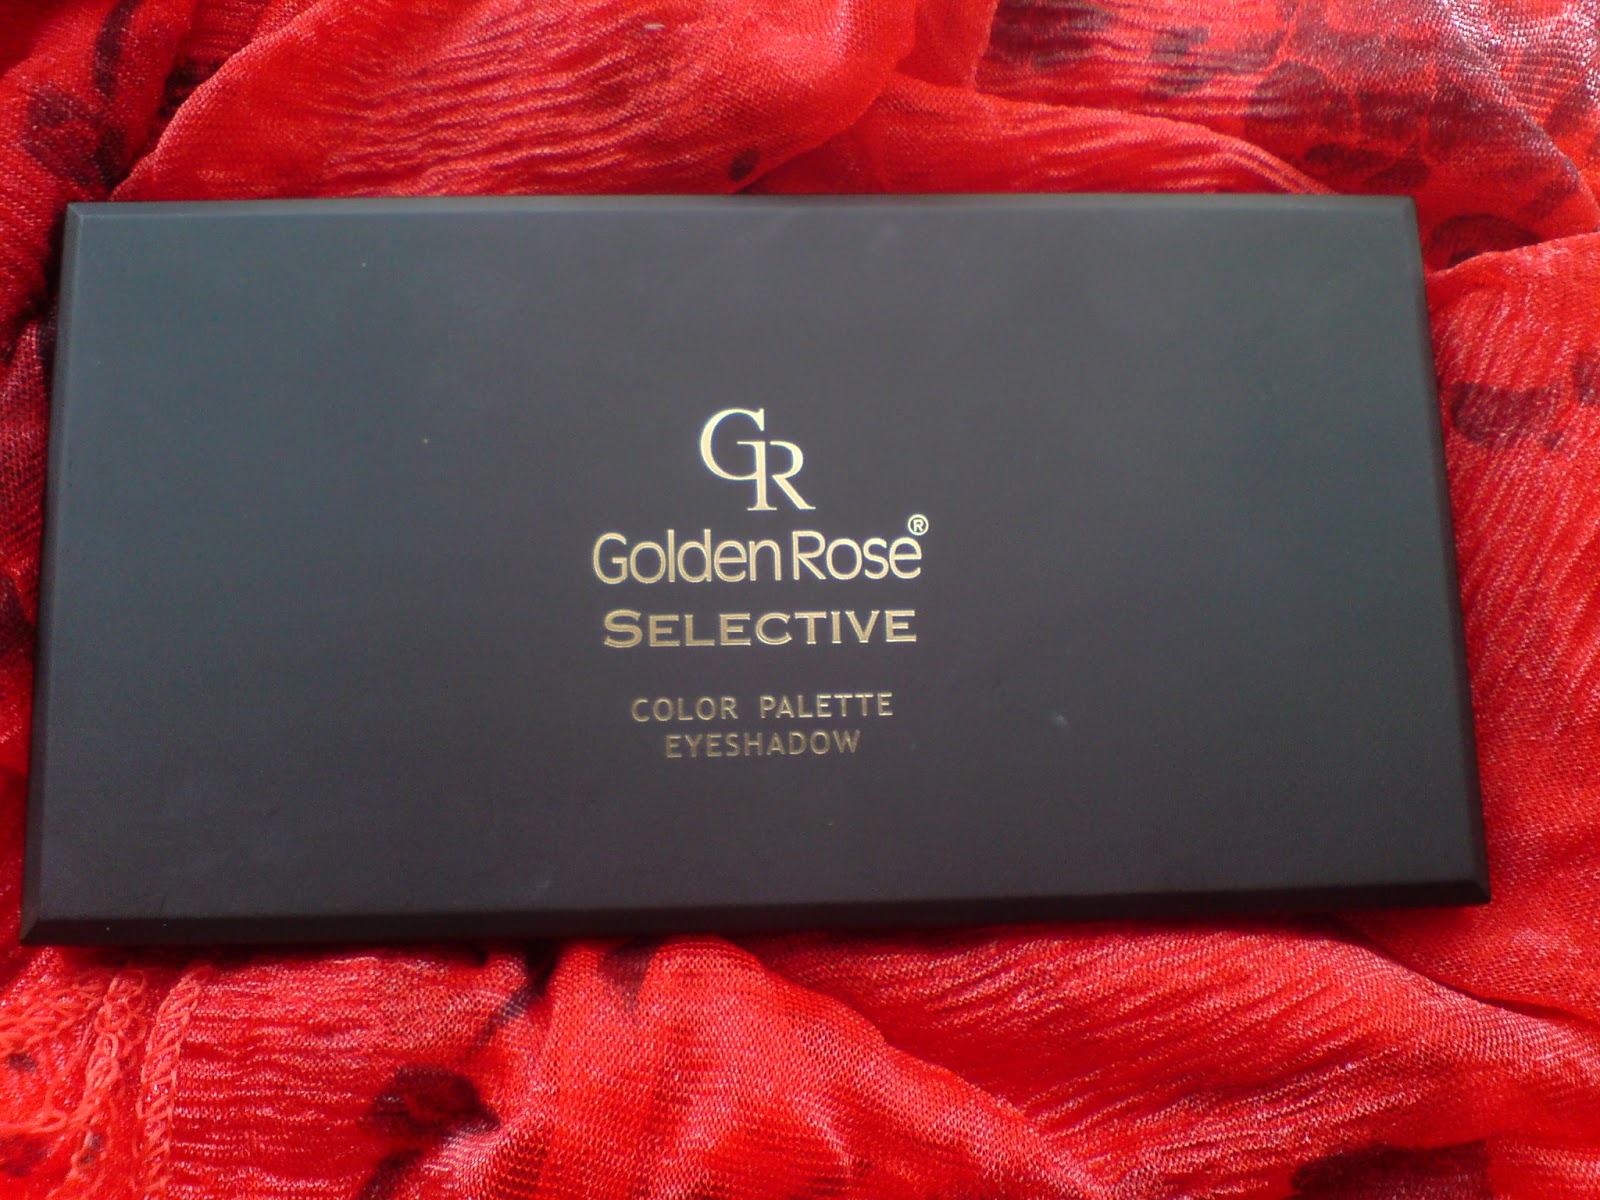 GR
Golden Rose®
SELECTIVE
COLOR PALETTE
EYESHADOW